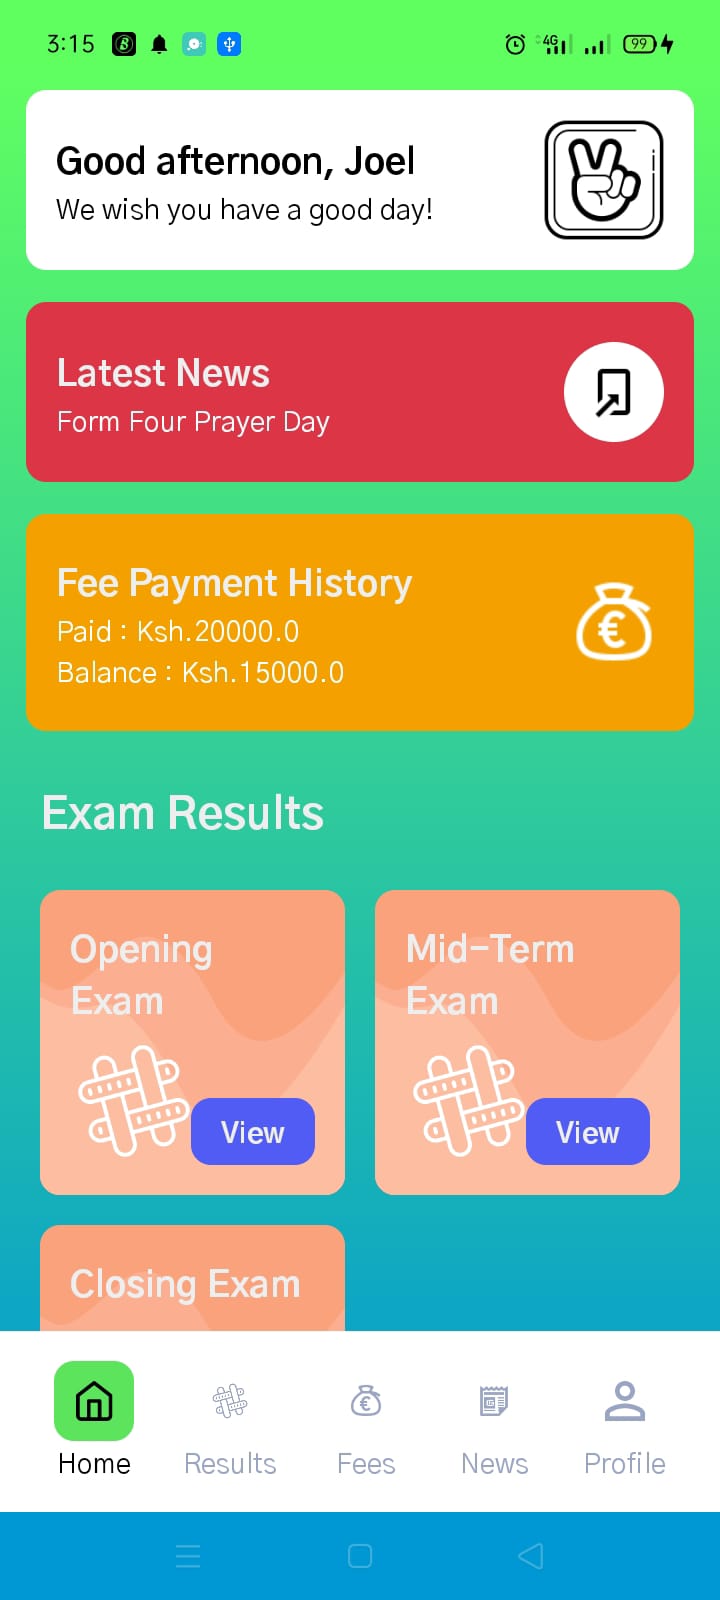 3:15
4G
99
Good afternoon, Joel
We wish you have a good day!
Latest News
Form Four Prayer Day
Fee Payment History
Paid : Ksh.20000.0
Balance : Ksh.15000.0
€
Exam Results
Opening
Exam
View
Mid-Term
Exam
View
Closing Exam
Home
Results
Fees
News
Profile